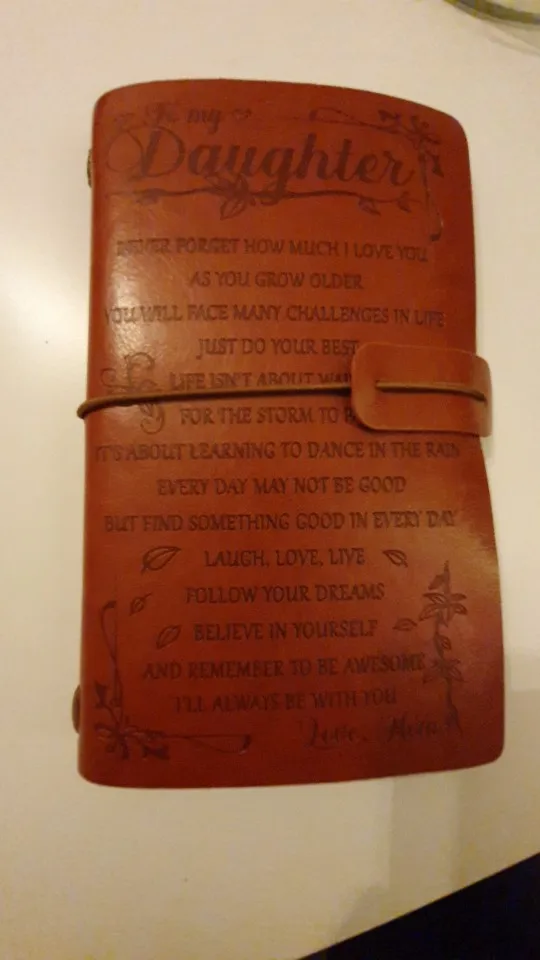 To my
Daughter
NEVER FORGET HOW MUCH I LOVE YOU
AS YOU GROW OLDER
YOU WILL FACE MANY CHALLENGES IN LIFE
JUST DO YOUR BEST
LIFE ISN'T ABOUT
FOR THE STORM TO
IT'S ABOUT LEARNING TO DANCE IN THE RAIN
EVERY DAY MAY NOT BE GOOD
BUT FIND SOMETHING GOOD IN EVERY DAY
LAUGH, LOVE, LIVE
FOLLOW YOUR DREAMS
BELIEVE IN YOURSELF
AND REMEMBER TO BE AWESOME
I'LL ALWAYS BE WITH YOU
Love, Mom